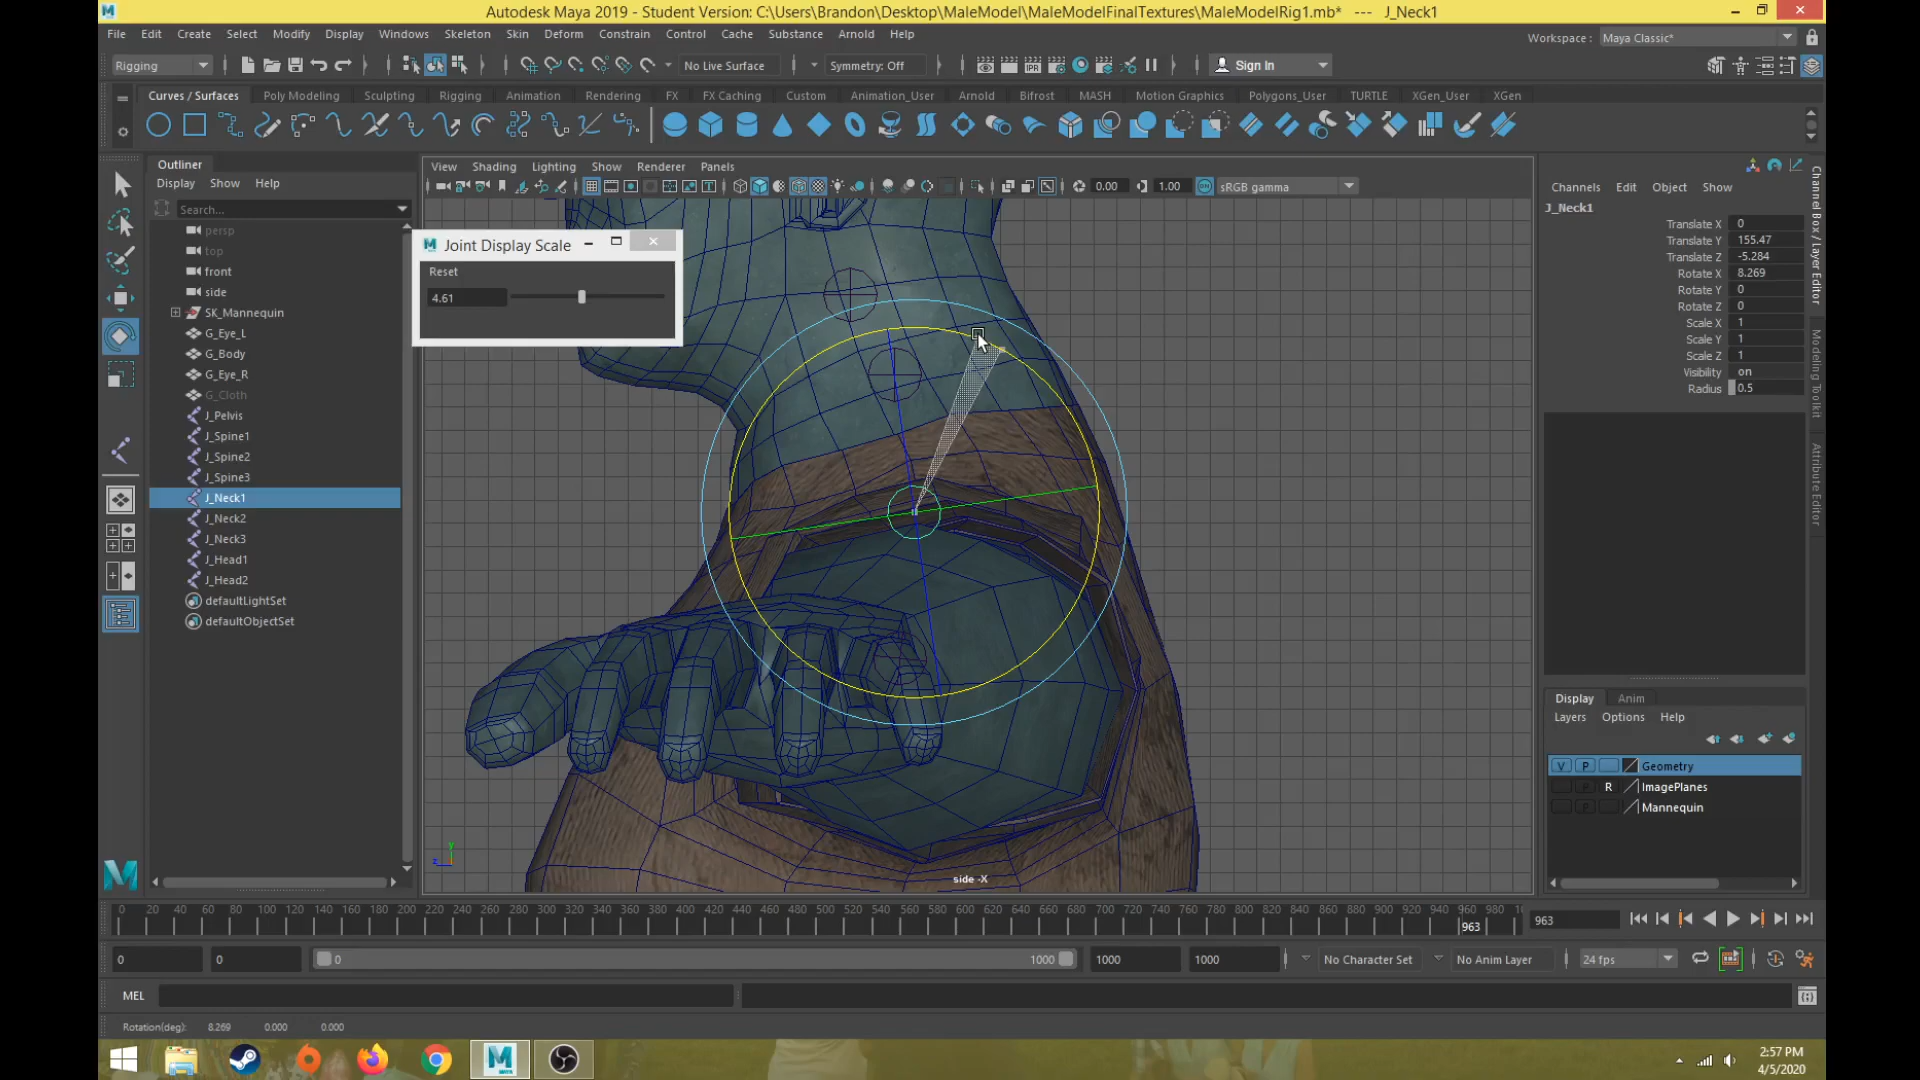 Autodesk Maya 2019 - Student Version: C:\Users\Brandon\Desktop\MaleModel\MaleModelFinalTextures\MaleModelRig1.mb* --- J_Neck1
File Edit Create Select Modify Display Windows Skeleton Skin Deform Constrain Control Cache Substance Arnold Help
Workspace : Maya Classic*
Rigging No Live Surface Symmetry: Off Sign In
Curves / Surfaces Poly Modeling Sculpting Rigging Animation Rendering FX FX Caching Custom Animation_User Arnold Bifrost MASH Motion Graphics Polygons_User TURTLE XGen_User XGen
Outliner
Display Show Help
Search...
persp
top
front
side
SK_Mannequin
G_Eye_L
G_Body
G_Eye_R
G_Cloth
J_Pelvis
J_Spine1
J_Spine2
J_Spine3
J_Neck1
J_Neck2
J_Neck3
J_Head1
J_Head2
defaultLightSet
defaultObjectSet
View Shading Lighting Show Renderer Panels
0.00 1.00 sRGB gamma
Joint Display Scale
Reset
4.61
side -X
y
z
Channels Edit Object Show
J_Neck1
Translate X 0
Translate Y 155.47
Translate Z -5.284
Rotate X 8.269
Rotate Y 0
Rotate Z 0
Scale X 1
Scale Y 1
Scale Z 1
Visibility on
Radius 0.5
Channel Box / Layer Editor
Modeling Toolkit
Attribute Editor
Display Anim
Layers Options Help
V P Geometry
R ImagePlanes
Mannequin
0 20 40 60 80 100 120 140 160 180 200 220 240 260 280 300 320 340 360 380 400 420 440 460 480 500 520 540 560 580 600 620 640 660 680 700 720 740 760 780 800 820 840 860 880 900 920 940 960 980
963
963
0 0 0 1000 1000 1000 No Character Set No Anim Layer 24 fps
MEL
Rotation(deg): 8.269 0.000 0.000
MAYA
2:57 PM
4/5/2020